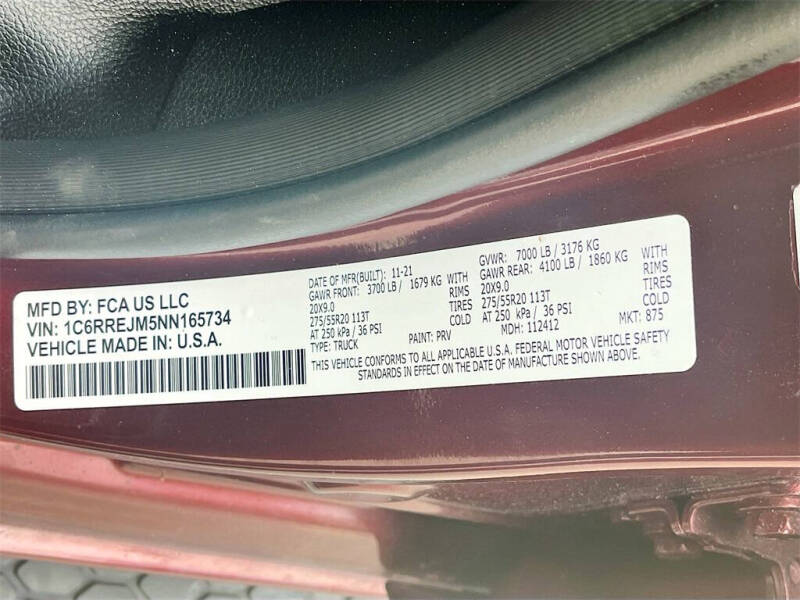 MFD BY: FCA US LLC
VIN: 1C6RREJM5NN165734
VEHICLE MADE IN: U.S.A.
DATE OF MFR(BUILT): 11-21
GAWR FRONT: 3700 LB / 1679 KG WITH
20X9.0 RIMS
275/55R20 113T TIRES
AT 250 kPa / 36 PSI COLD
TYPE: TRUCK PAINT: PRV
GVWR: 7000 LB / 3176 KG
GAWR REAR: 4100 LB / 1860 KG WITH
20X9.0 RIMS
275/55R20 113T TIRES
AT 250 kPa / 36 PSI COLD
MDH: 112412 MKT: 875
THIS VEHICLE CONFORMS TO ALL APPLICABLE U.S.A. FEDERAL MOTOR VEHICLE SAFETY
STANDARDS IN EFFECT ON THE DATE OF MANUFACTURE SHOWN ABOVE.